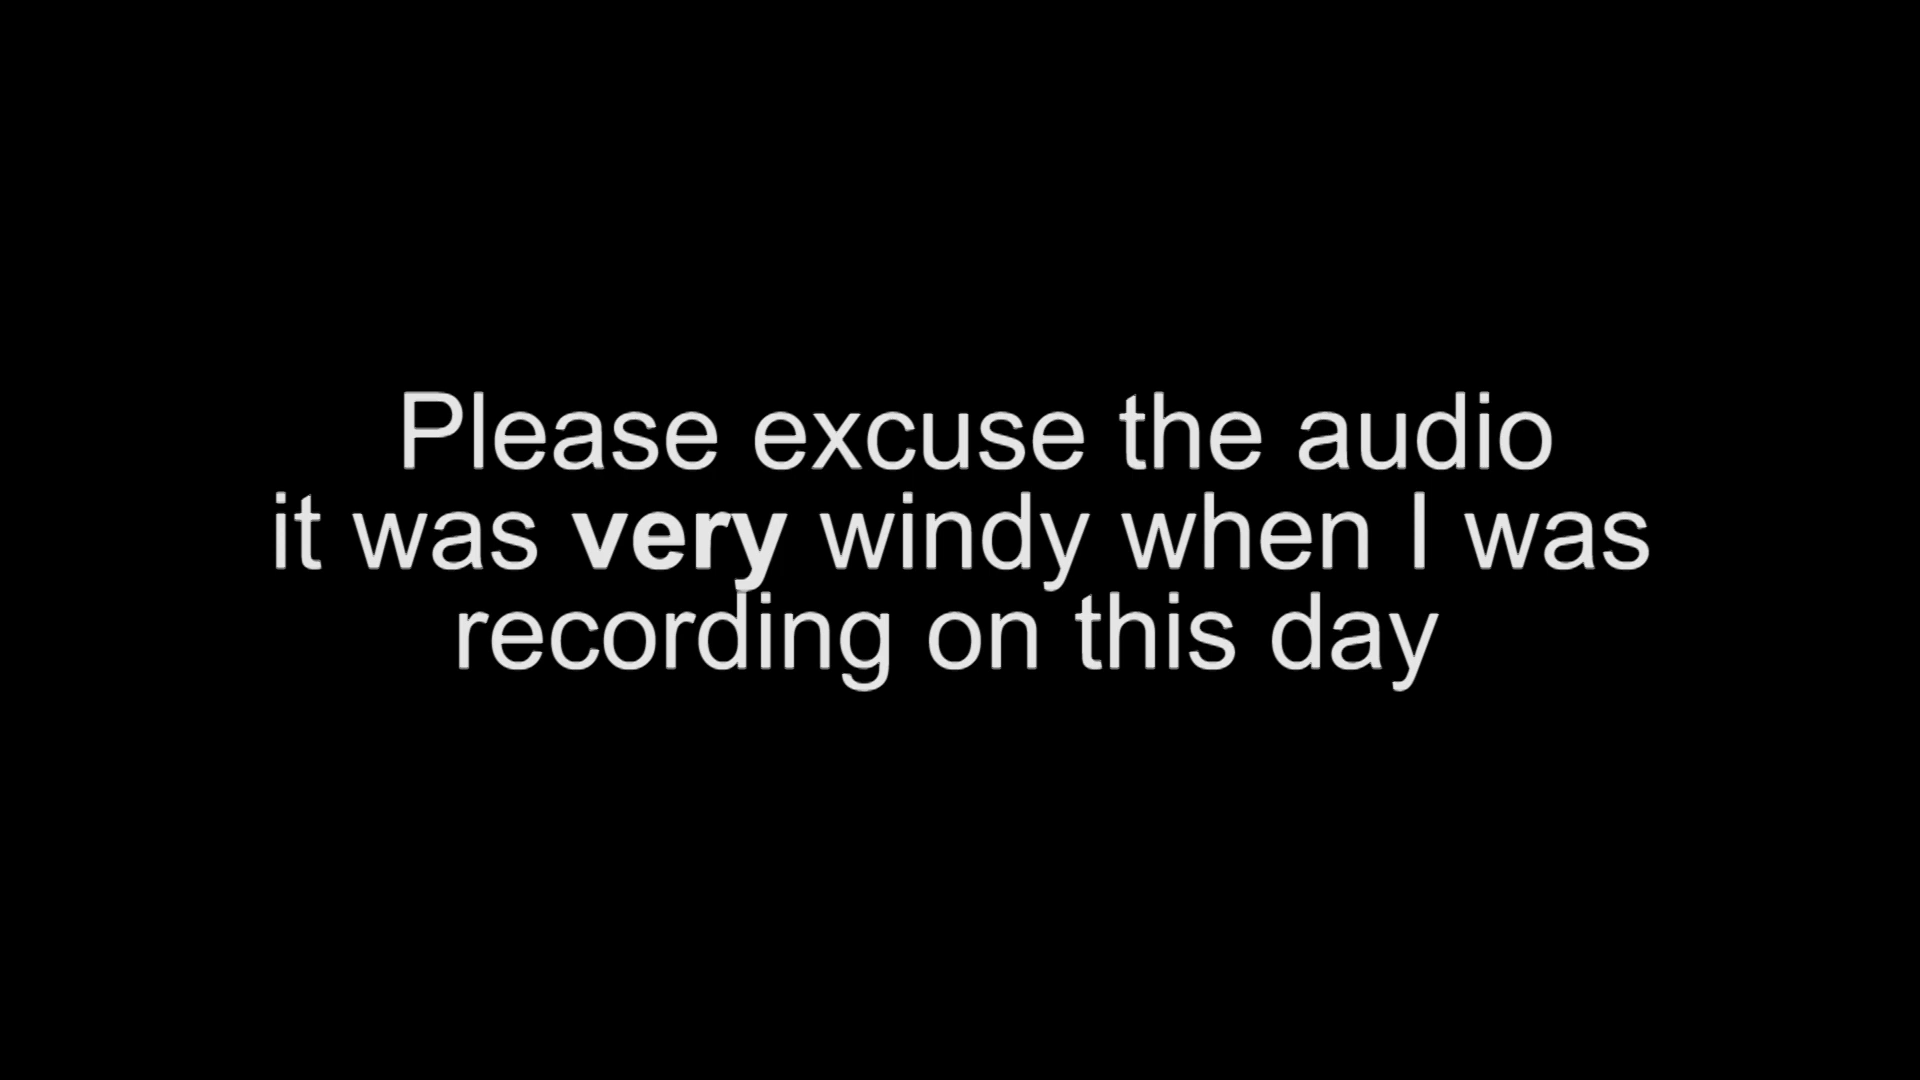 Please excuse the audio
it was very windy when I was
recording on this day